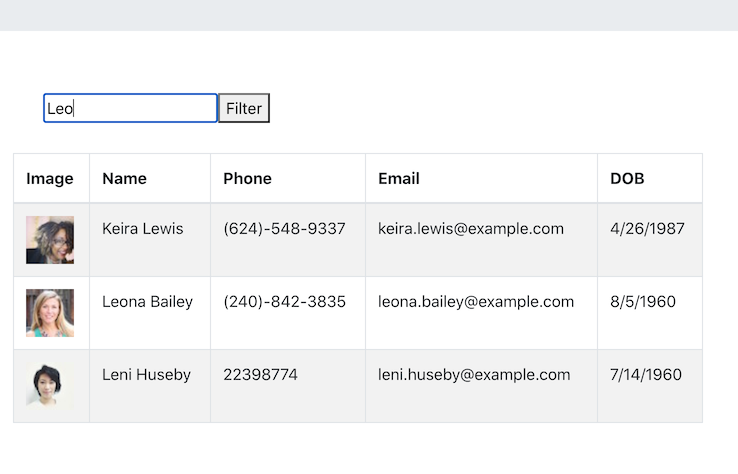 Leo Filter
Image Name Phone Email DOB
Keira Lewis (624)-548-9337 keira.lewis@example.com 4/26/1987
Leona Bailey (240)-842-3835 leona.bailey@example.com 8/5/1960
Leni Huseby 22398774 leni.huseby@example.com 7/14/1960